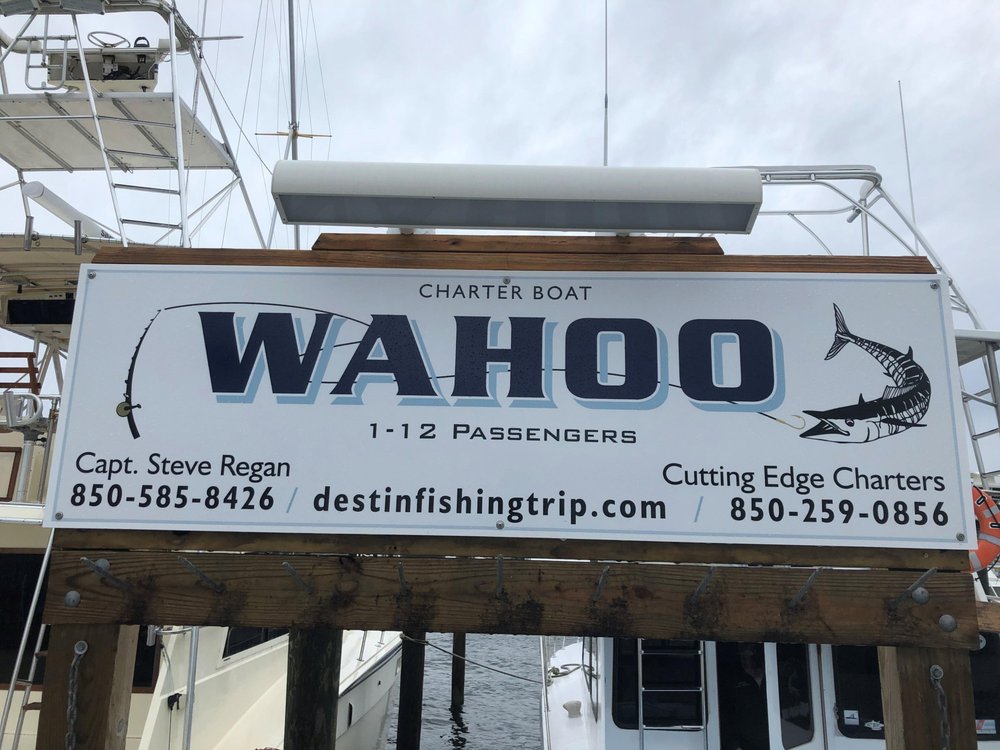 CHARTER BOAT
WAHOO
1-12 PASSENGERS
Capt. Steve Regan
Cutting Edge Charters
850-585-8426 / destinfishingtrip.com / 850-259-0856